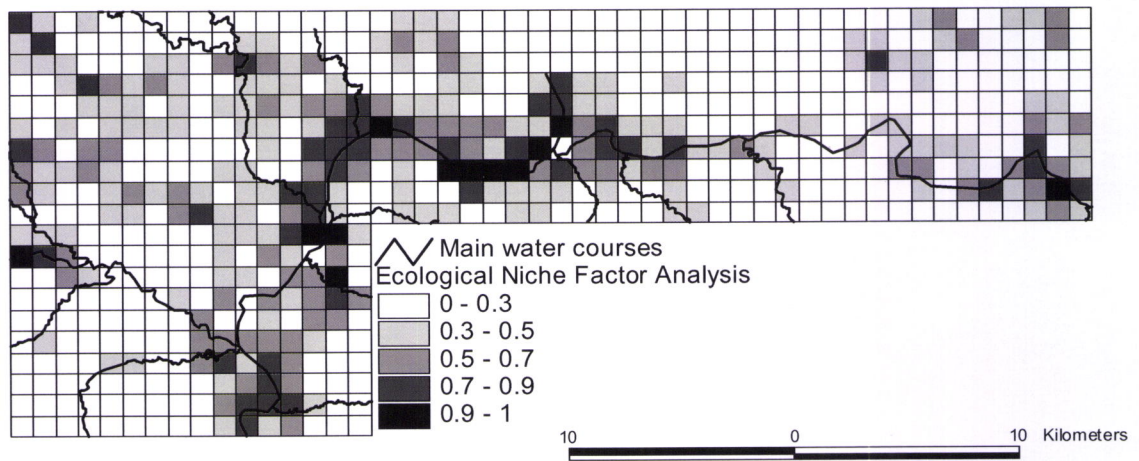 Main water courses
Ecological Niche Factor Analysis
0 - 0.3
0.3 - 0.5
0.5 - 0.7
0.7 - 0.9
0.9 - 1
10 0 10 Kilometers